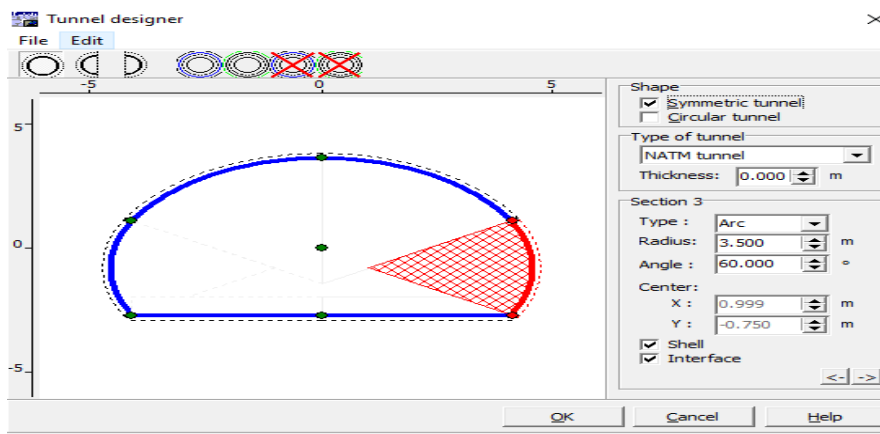 Tunnel designer
File Edit
-5 0 5
5
0
-5
Shape
Symmetric tunnel
Circular tunnel
Type of tunnel
NATM tunnel
Thickness: 0.000 m
Section 3
Type : Arc
Radius: 3.500 m
Angle : 60.000 °
Center:
X : 0.999 m
Y : -0.750 m
Shell
Interface
<- ->
OK Cancel Help